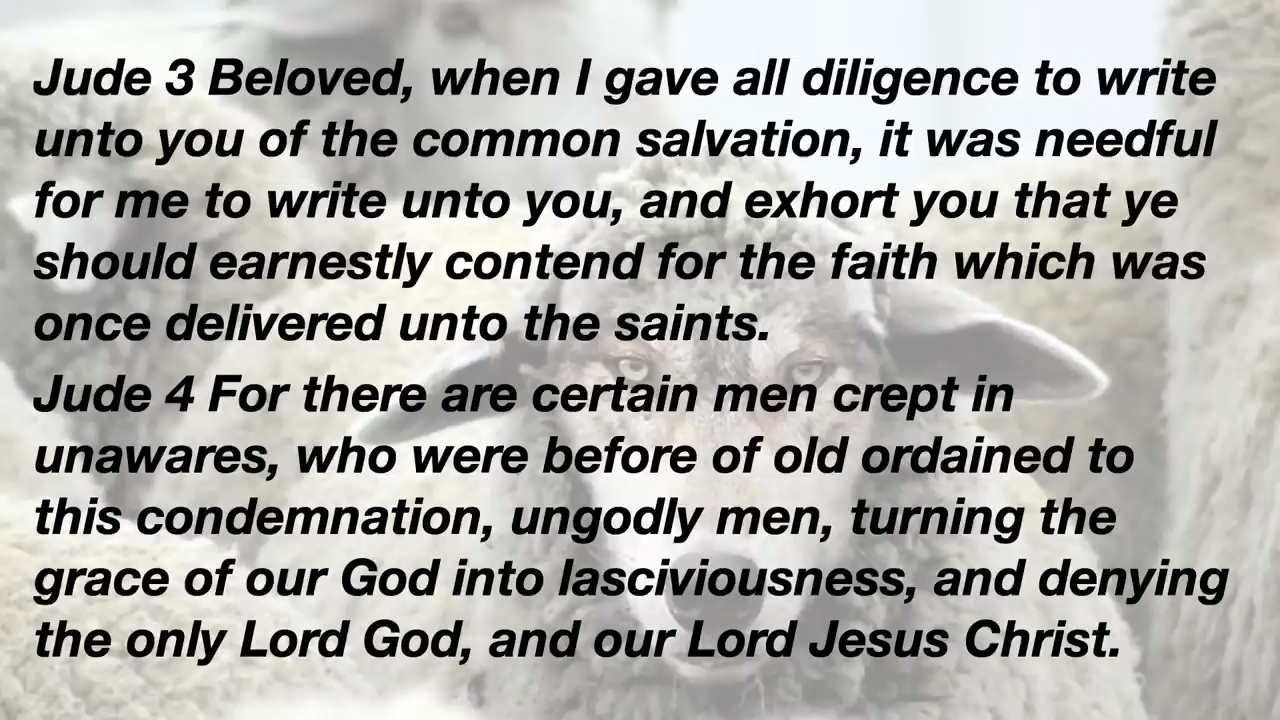 Jude 3 Beloved, when I gave all diligence to write
unto you of the common salvation, it was needful
for me to write unto you, and exhort you that ye
should earnestly contend for the faith which was
once delivered unto the saints.
Jude 4 For there are certain men crept in
unawares, who were before of old ordained to
this condemnation, ungodly men, turning the
grace of our God into lasciviousness, and denying
the only Lord God, and our Lord Jesus Christ.